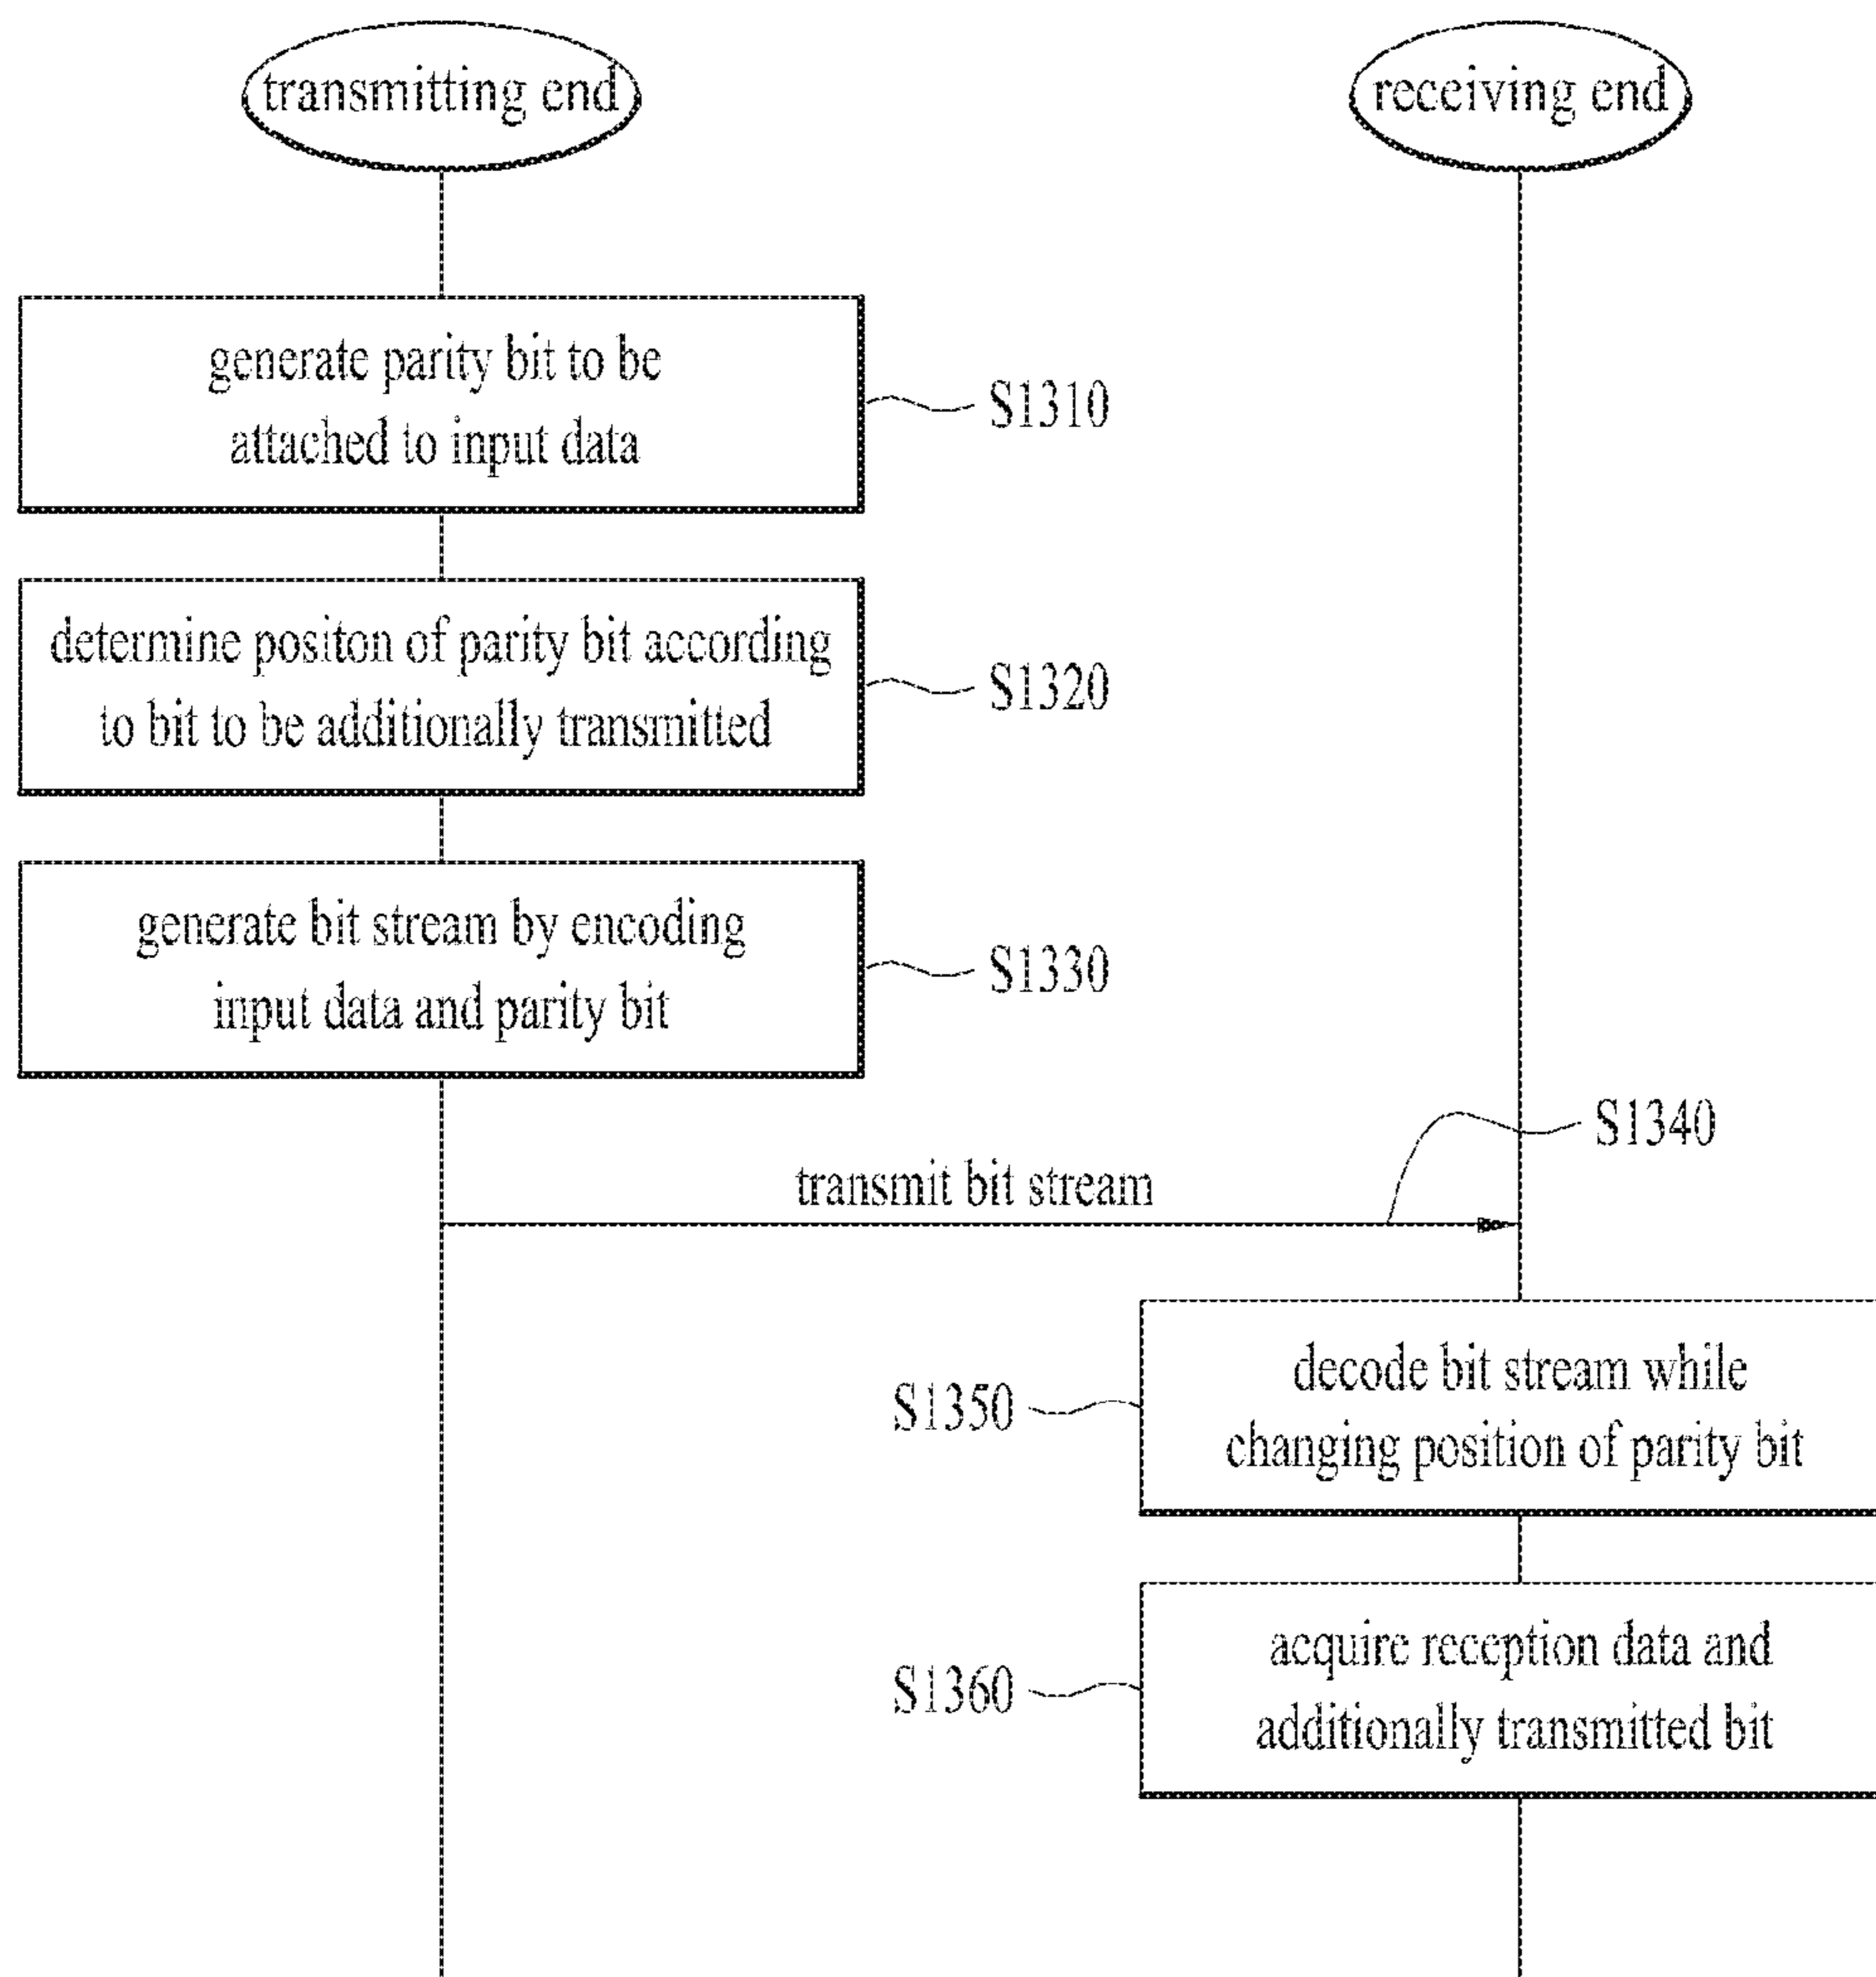 transmitting end
receiving end
generate parity bit to be
attached to input data
S1310
determine positon of parity bit according
to bit to be additionally transmitted
S1320
generate bit stream by encoding
input data and parity bit
S1330
S1340
transmit bit stream
decode bit stream while
changing position of parity bit
S1350
acquire reception data and
additionally transmitted bit
S1360